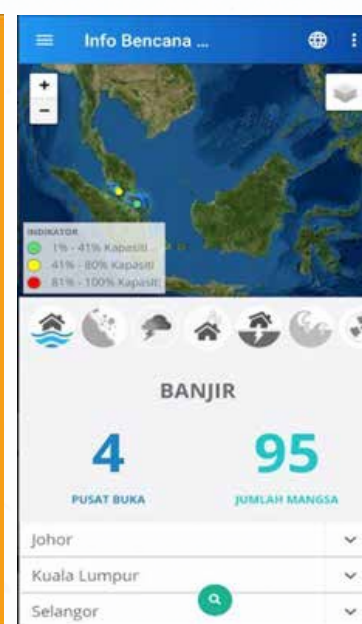 Info Bencana ...
+
−
INDIKATOR
1% - 41% Kapasiti
41% - 80% Kapasiti
81% - 100% Kapasiti
BANJIR
4
95
PUSAT BUKA
JUMLAH MANGSA
Johor
Kuala Lumpur
Selangor